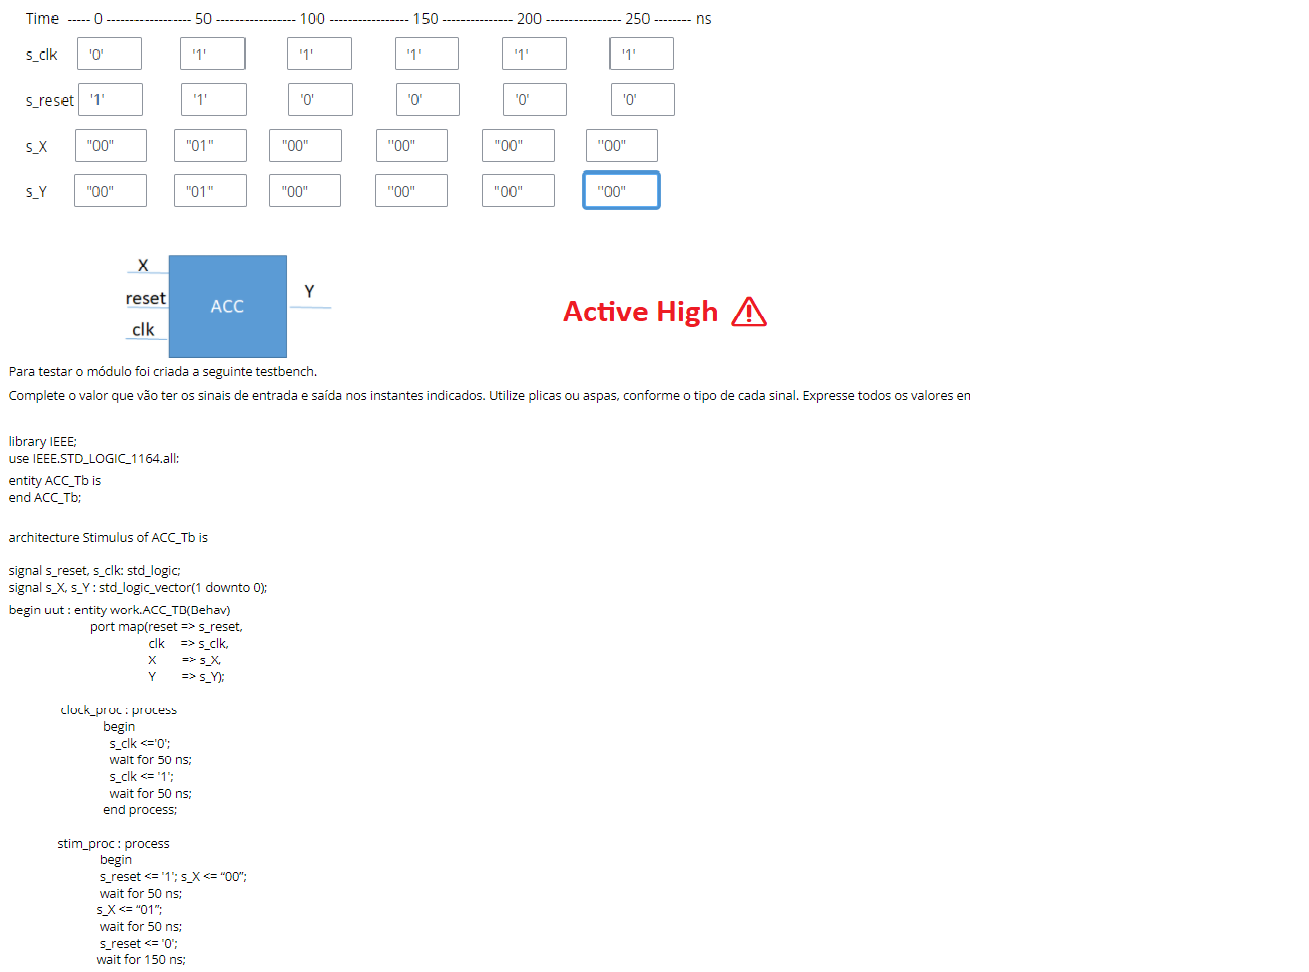 Time ----- 0 ------------------- 50 ------------------ 100 ------------------ 150 ---------------- 200 ----------------- 250 -------- ns
s_clk '0' '1' '1' '1' '1' '1'
s_reset '1' '1' '0' '0' '0' '0'
s_X "00" "01" "00" "00" "00" "00"
s_Y "00" "01" "00" "00" "00" "00"
X
reset
clk
ACC
Y
Active High
Para testar o módulo foi criada a seguinte testbench.
Complete o valor que vão ter os sinais de entrada e saída nos instantes indicados. Utilize plicas ou aspas, conforme o tipo de cada sinal. Expresse todos os valores en
library IEEE;
use IEEE.STD_LOGIC_1164.all:
entity ACC_Tb is
end ACC_Tb;
architecture Stimulus of ACC_Tb is
signal s_reset, s_clk: std_logic;
signal s_X, s_Y : std_logic_vector(1 downto 0);
begin uut : entity work.ACC_TB(Behav)
port map(reset => s_reset,
clk => s_clk,
X => s_X,
Y => s_Y);
clock_proc : process
begin
s_clk <='0';
wait for 50 ns;
s_clk <= '1';
wait for 50 ns;
end process;
stim_proc : process
begin
s_reset <= '1'; s_X <= “00”;
wait for 50 ns;
s_X <= “01”;
wait for 50 ns;
s_reset <= '0';
wait for 150 ns;